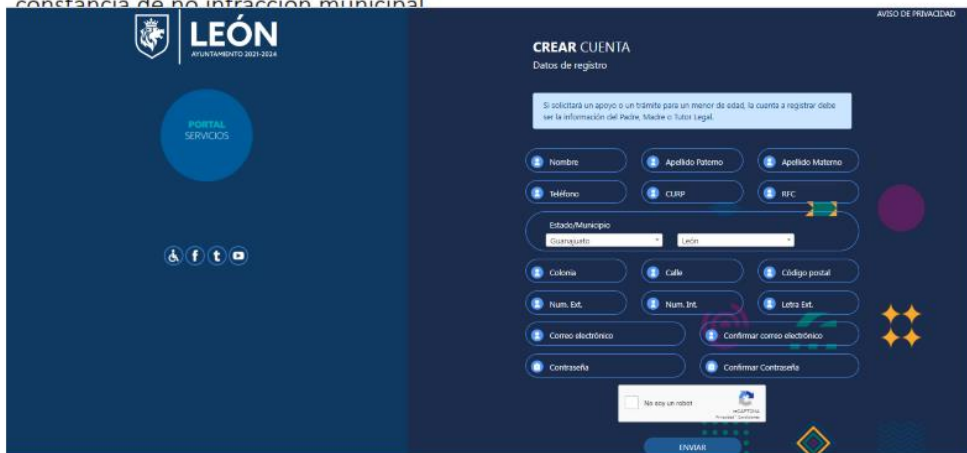 constancia de no infracción municipal
AVISO DE PRIVACIDAD
LEÓN
AYUNTAMIENTO 2021-2024
PORTAL
SERVICIOS
CREAR CUENTA
Datos de registro
Si solicitará un apoyo o un trámite para un menor de edad, la cuenta a registrar debe
ser la información del Padre, Madre o Tutor Legal.
Nombre Apellido Paterno Apellido Materno
Teléfono CURP RFC
Estado/Municipio
Guanajuato León
Colonia Calle Código postal
Num. Ext. Num. Int. Letra Ext.
Correo electrónico Confirmar correo electrónico
Contraseña Confirmar Contraseña
No soy un robot
reCAPTCHA
Privacidad - Condiciones
ENVIAR